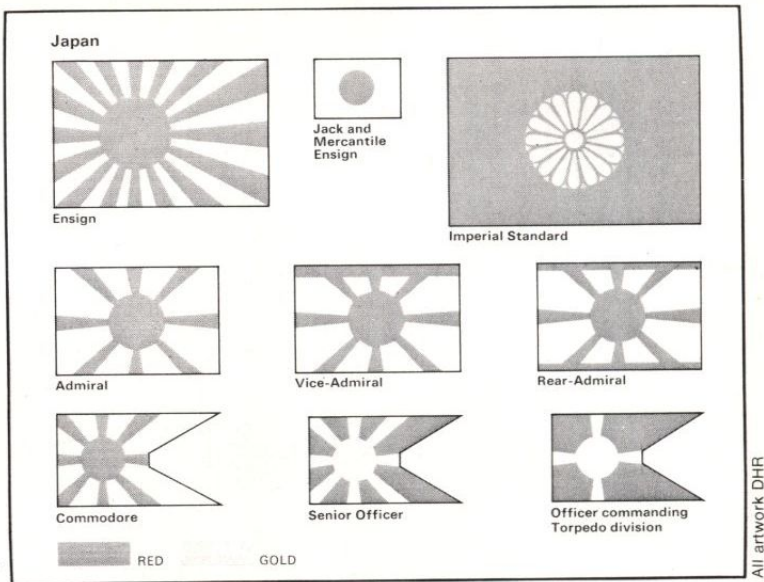 Japan
Ensign
Jack and
Mercantile
Ensign
Imperial Standard
Admiral
Vice-Admiral
Rear-Admiral
Commodore
Senior Officer
Officer commanding
Torpedo division
RED
GOLD
All artwork DHR